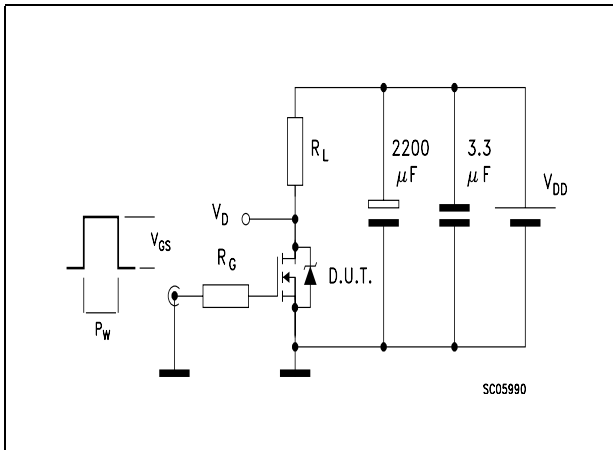 R_L
2200
μF
3.3
μF
V_DD
V_D
V_GS
R_G
D.U.T.
P_W
SC05990